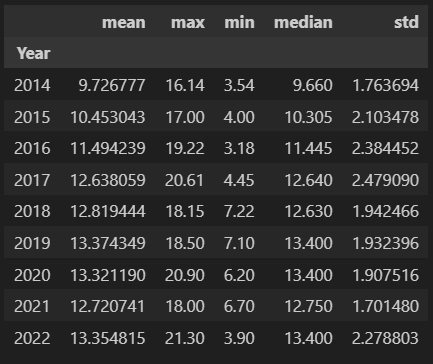 mean max min median std
Year
2014 9.726777 16.14 3.54 9.660 1.763694
2015 10.453043 17.00 4.00 10.305 2.103478
2016 11.494239 19.22 3.18 11.445 2.384452
2017 12.638059 20.61 4.45 12.640 2.479090
2018 12.819444 18.15 7.22 12.630 1.942466
2019 13.374349 18.50 7.10 13.400 1.932396
2020 13.321190 20.90 6.20 13.400 1.907516
2021 12.720741 18.00 6.70 12.750 1.701480
2022 13.354815 21.30 3.90 13.400 2.278803